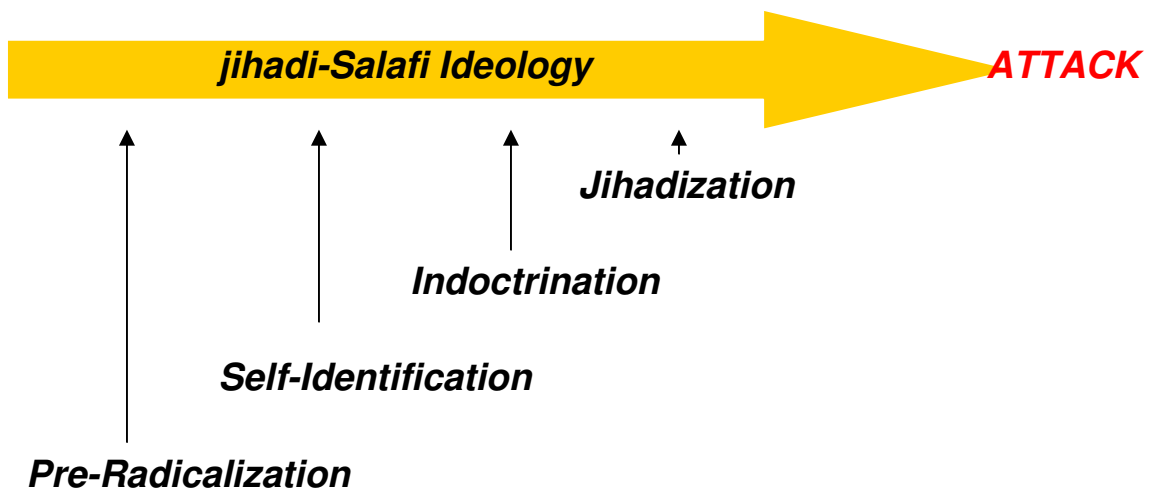 jihadi-Salafi Ideology ATTACK
Jihadization
Indoctrination
Self-Identification
Pre-Radicalization